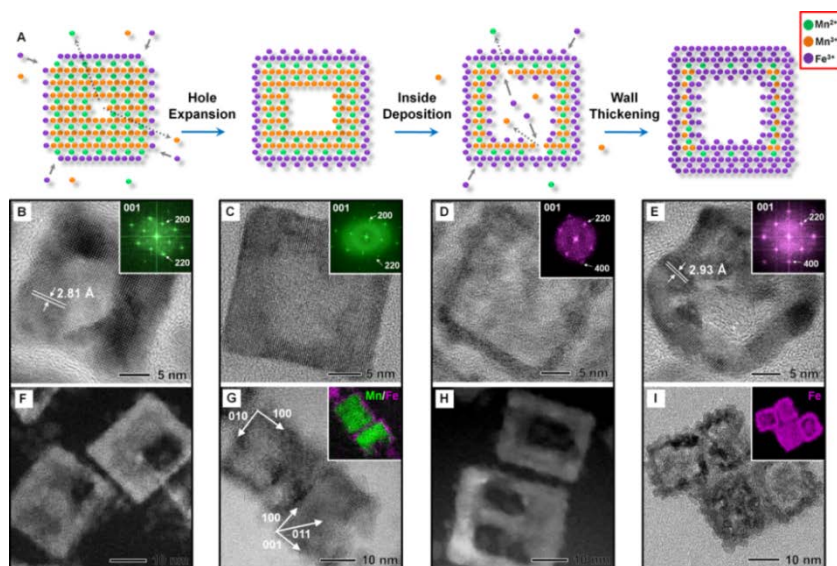 A
Hole
Expansion
Inside
Deposition
Wall
Thickening
Mn²⁺
Mn³⁺
Fe³⁺
B
001
200
220
2.81 Å
5 nm
C
001
200
220
5 nm
D
001
220
400
5 nm
E
001
220
400
2.93 Å
5 nm
F
G
Mn/Fe
010
100
100
011
001
10 nm
H
10 nm
I
Fe
10 nm